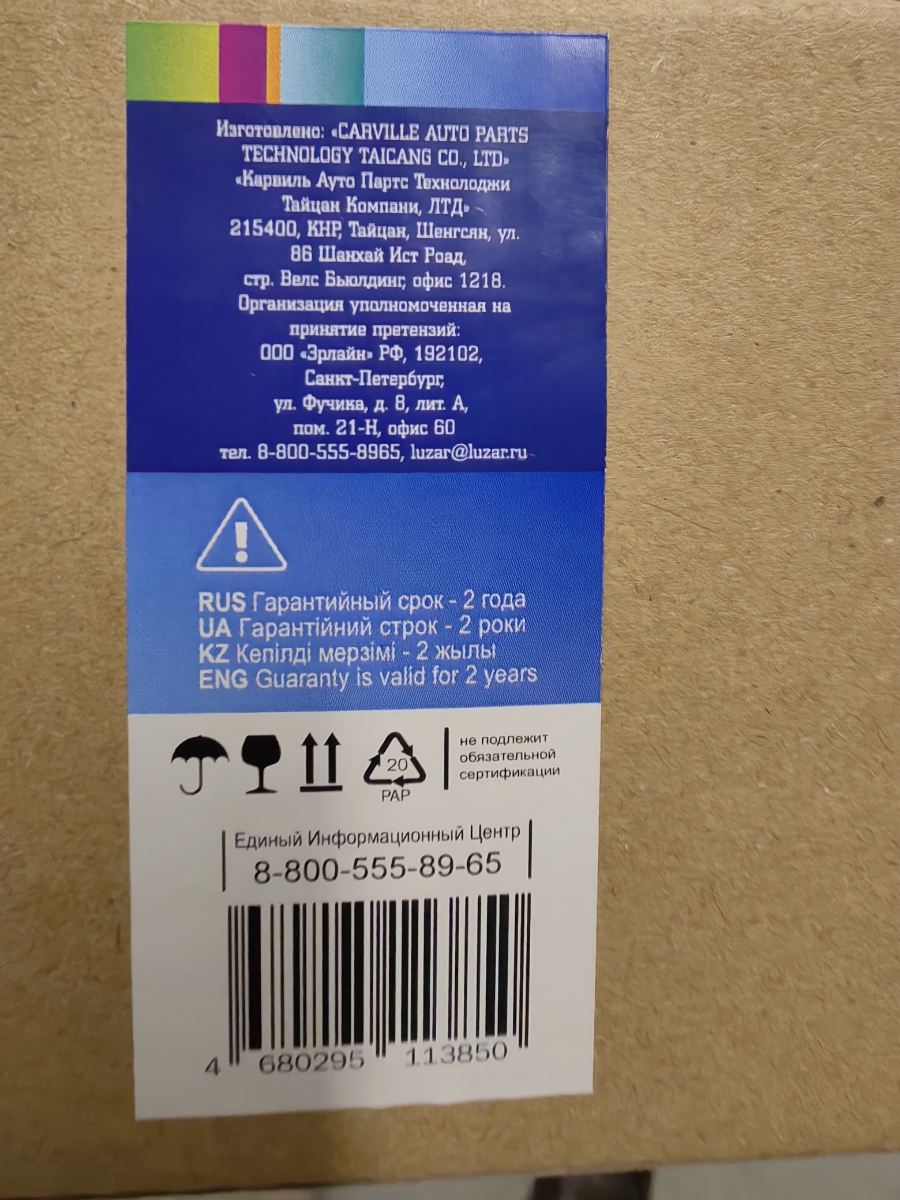 Изготовлено: «CARVILLE AUTO PARTS
TECHNOLOGY TAICANG CO., LTD»
«Карвиль Ауто Партс Технолоджи
Тайцан Компани, ЛТД»
215400, КНР, Тайцан, Шенгсян, ул.
86 Шанхай Ист Роад,
стр. Велс Бьюлдинг, офис 1218.
Организация уполномоченная на
принятие претензий:
ООО «Эрлайн» РФ, 192102,
Санкт-Петербург,
ул. Фучика, д. 8, лит. А,
пом. 21-Н, офис 60
тел. 8-800-555-8965, luzar@luzar.ru
RUS Гарантийный срок - 2 года
UA Гарантійний строк - 2 роки
KZ Кепілді мерзімі - 2 жылы
ENG Guaranty is valid for 2 years
20
PAP
не подлежит
обязательной
сертификации
Единый Информационный Центр
8-800-555-89-65
4 680295 113850